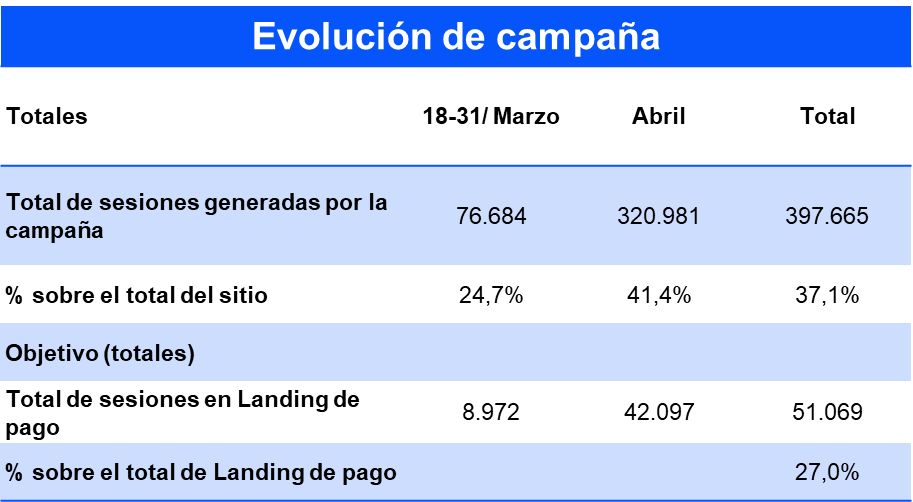 Evolución de campaña
Totales 18-31/ Marzo Abril Total
Total de sesiones generadas por la
campaña 76.684 320.981 397.665
% sobre el total del sitio 24,7% 41,4% 37,1%
Objetivo (totales)
Total de sesiones en Landing de
pago 8.972 42.097 51.069
% sobre el total de Landing de pago 27,0%